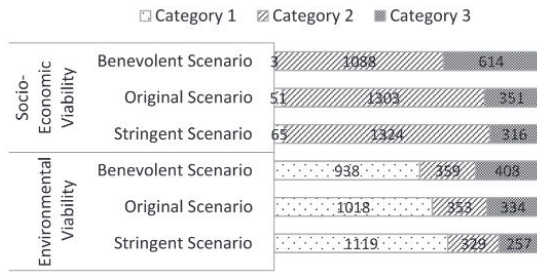 Category 1 Category 2 Category 3
Socio-Economic Viability
Benevolent Scenario 3 1088 614
Original Scenario 51 1303 351
Stringent Scenario 65 1324 316
Environmental Viability
Benevolent Scenario 938 359 408
Original Scenario 1018 353 334
Stringent Scenario 1119 329 257